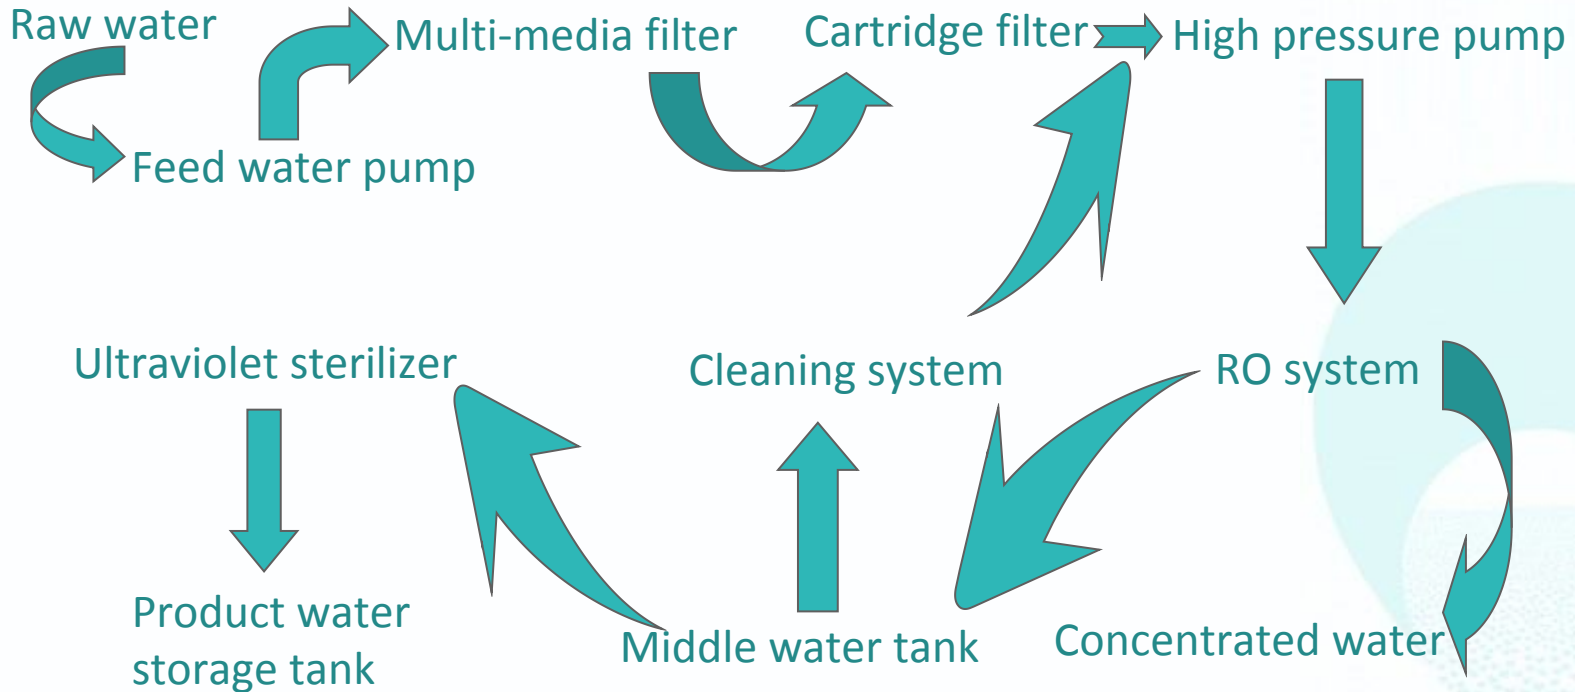 Raw water
Multi-media filter
Cartridge filter
High pressure pump
Feed water pump
Ultraviolet sterilizer
Cleaning system
RO system
Product water
storage tank
Middle water tank
Concentrated water